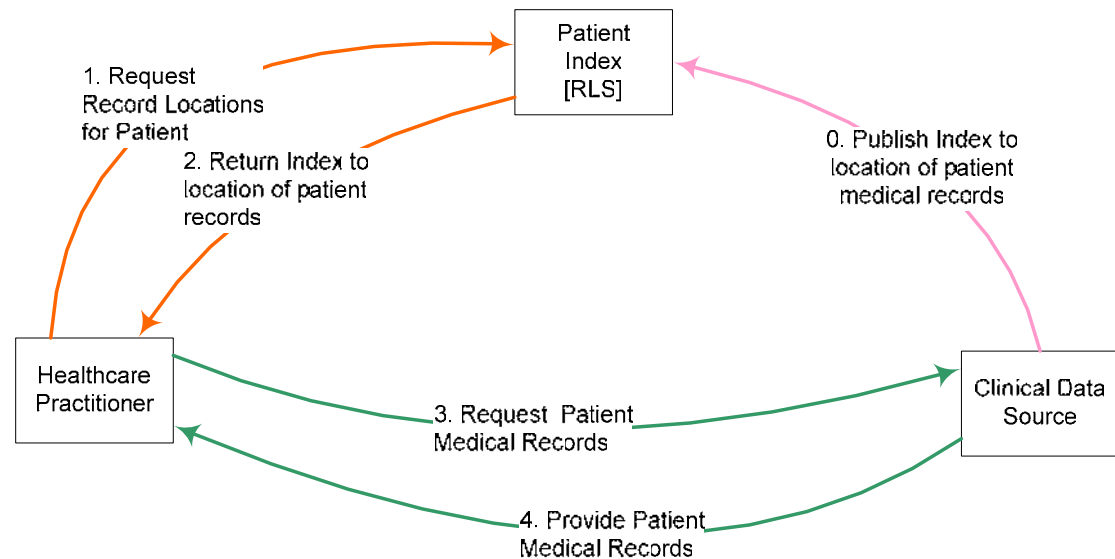 Patient
Index
[RLS]
1. Request
Record Locations
for Patient
2. Return Index to
location of patient
records
0. Publish Index to
location of patient
medical records
Healthcare
Practitioner
Clinical Data
Source
3. Request Patient
Medical Records
4. Provide Patient
Medical Records